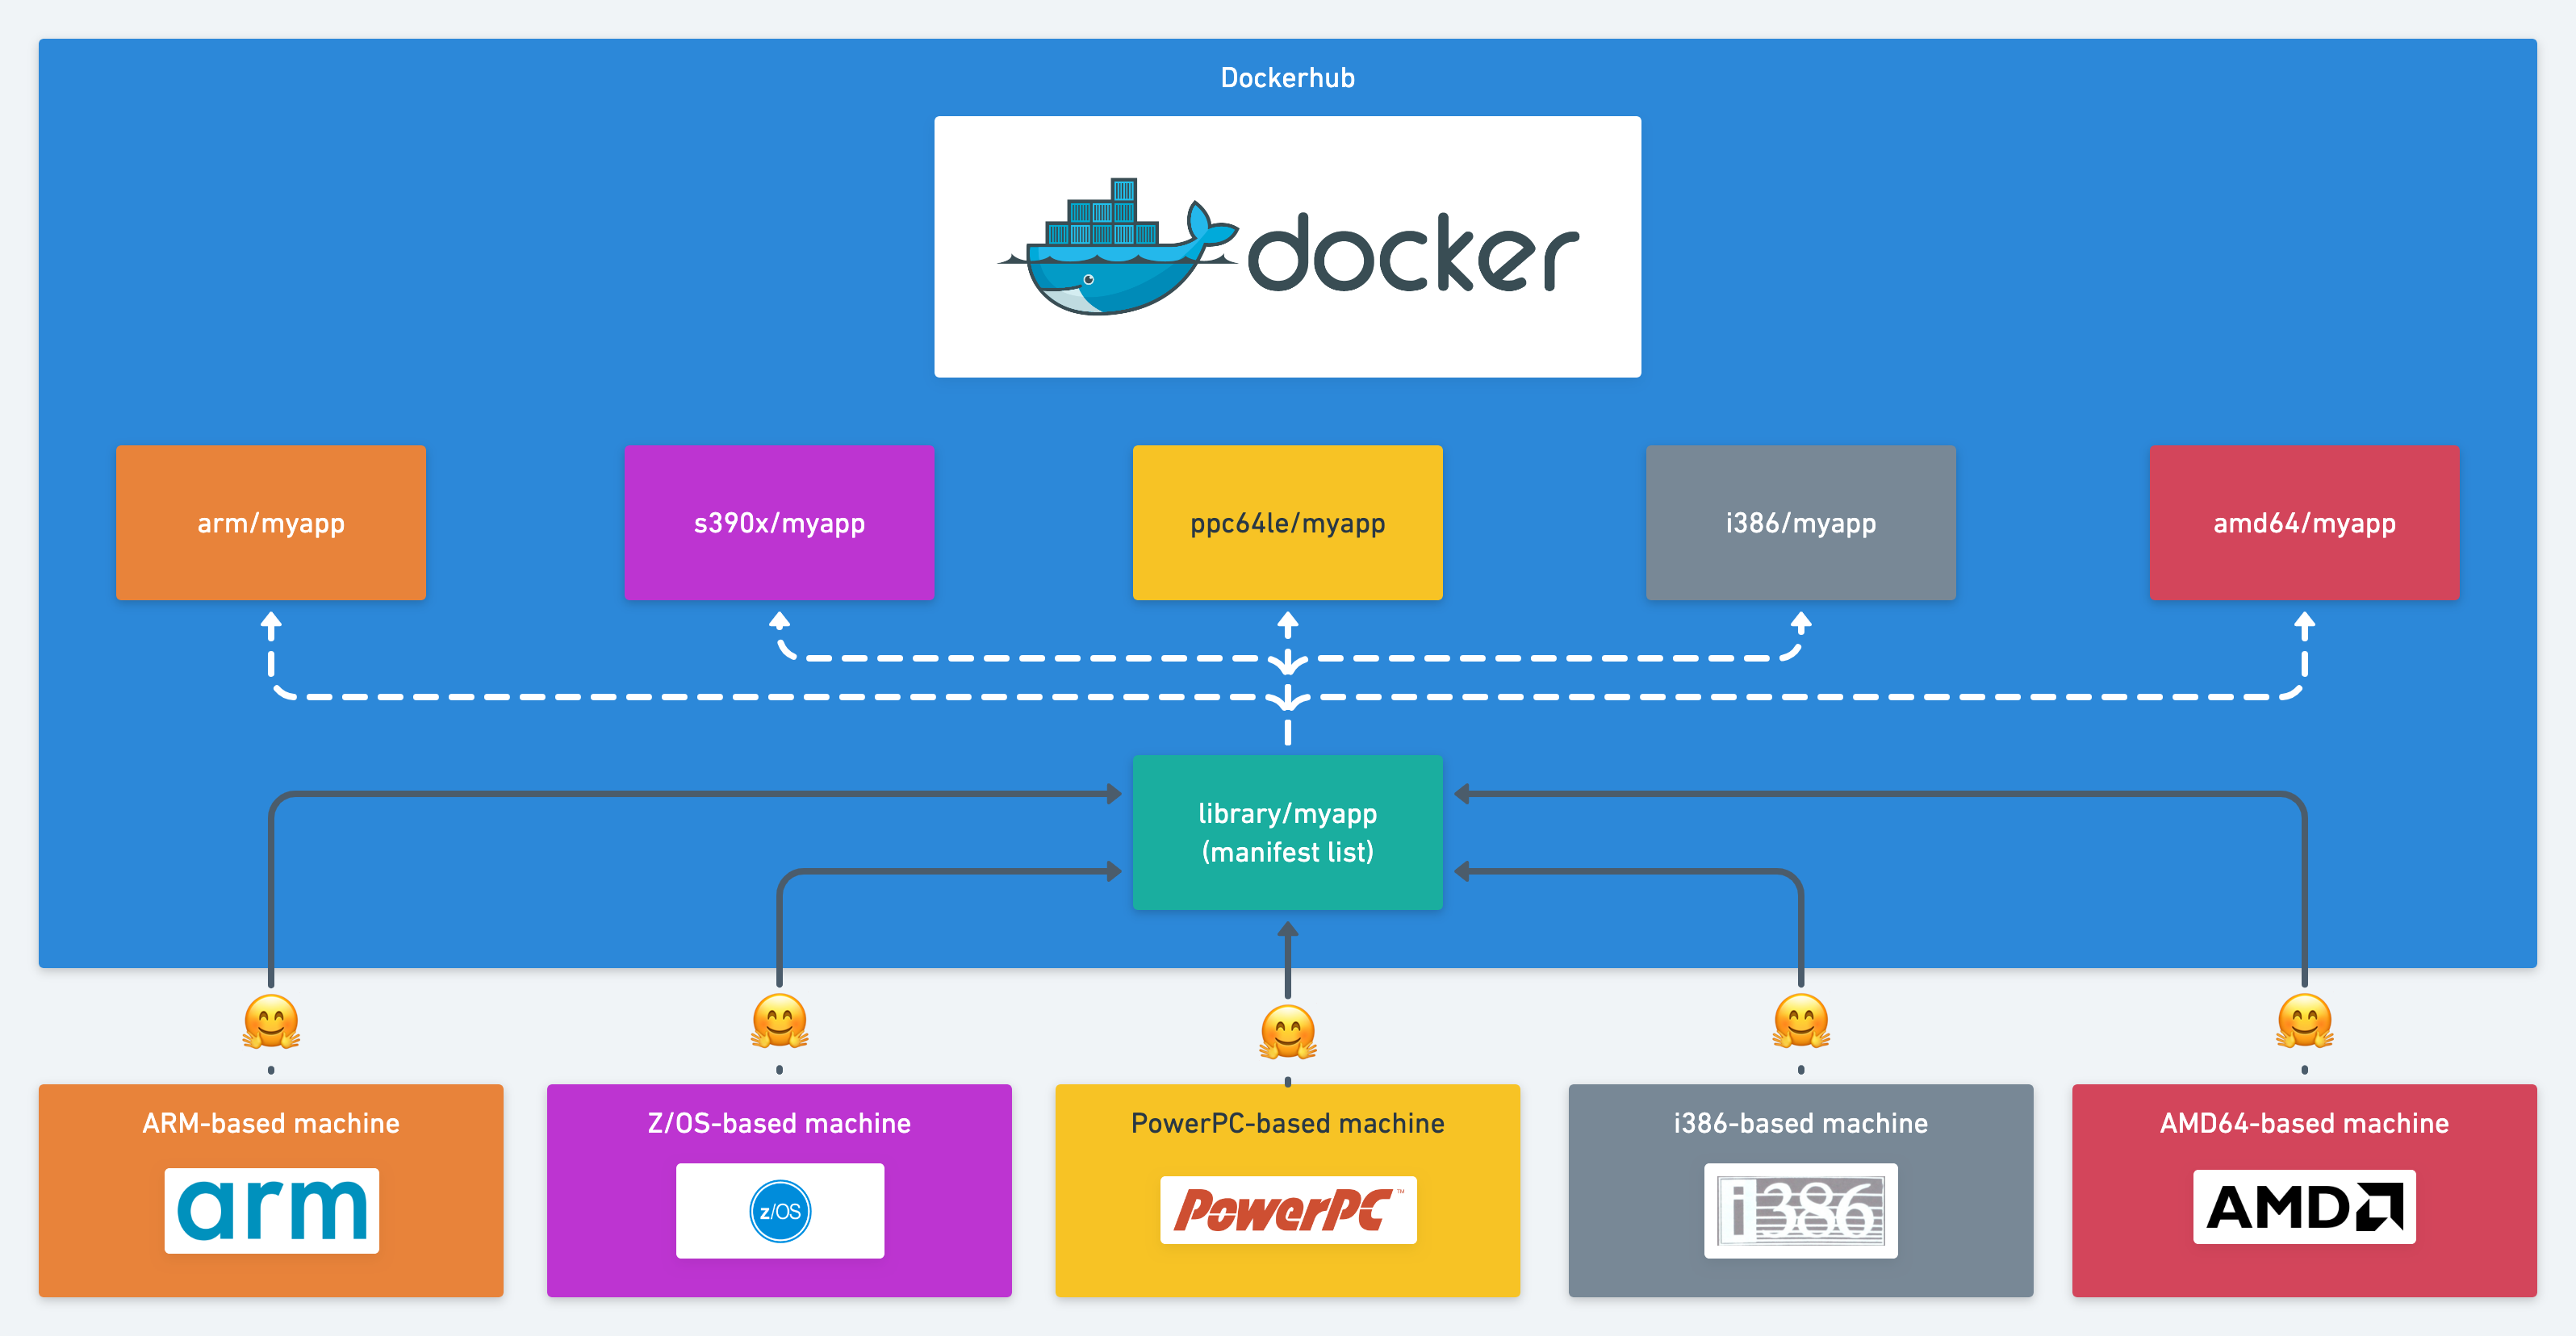 Dockerhub
docker
arm/myapp
s390x/myapp
ppc64le/myapp
i386/myapp
amd64/myapp
library/myapp
(manifest list)
ARM-based machine
Z/OS-based machine
PowerPC-based machine
i386-based machine
AMD64-based machine
arm
z/OS
PowerPC™
i386
AMD